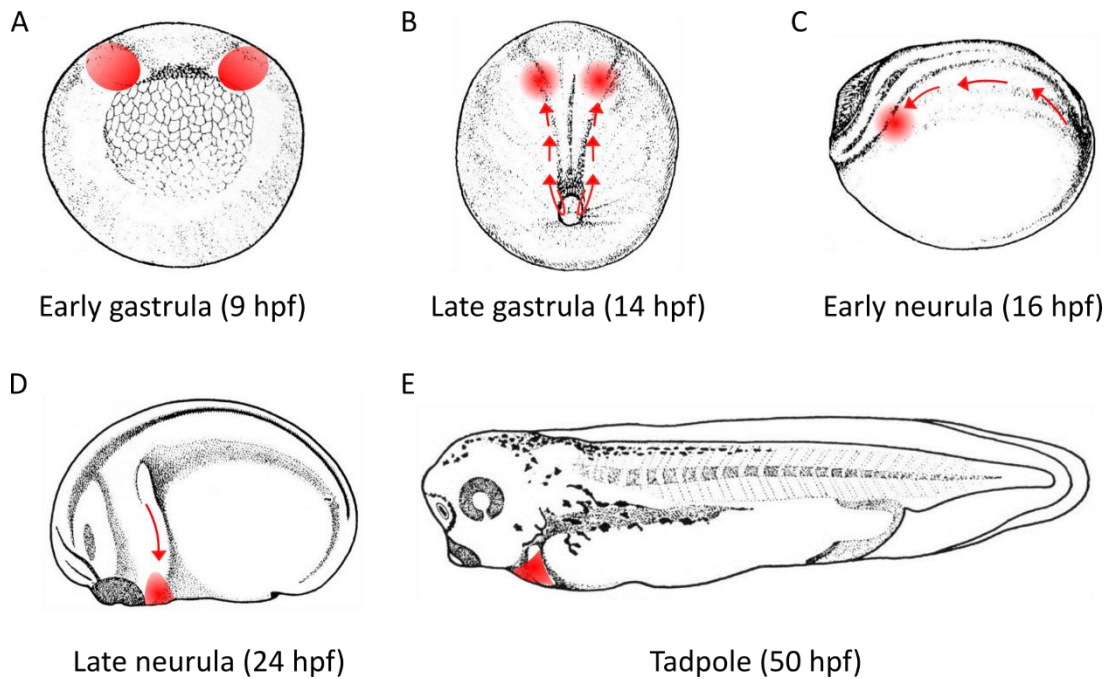 A
B
C
Early gastrula (9 hpf)
Late gastrula (14 hpf)
Early neurula (16 hpf)
D
E
Late neurula (24 hpf)
Tadpole (50 hpf)